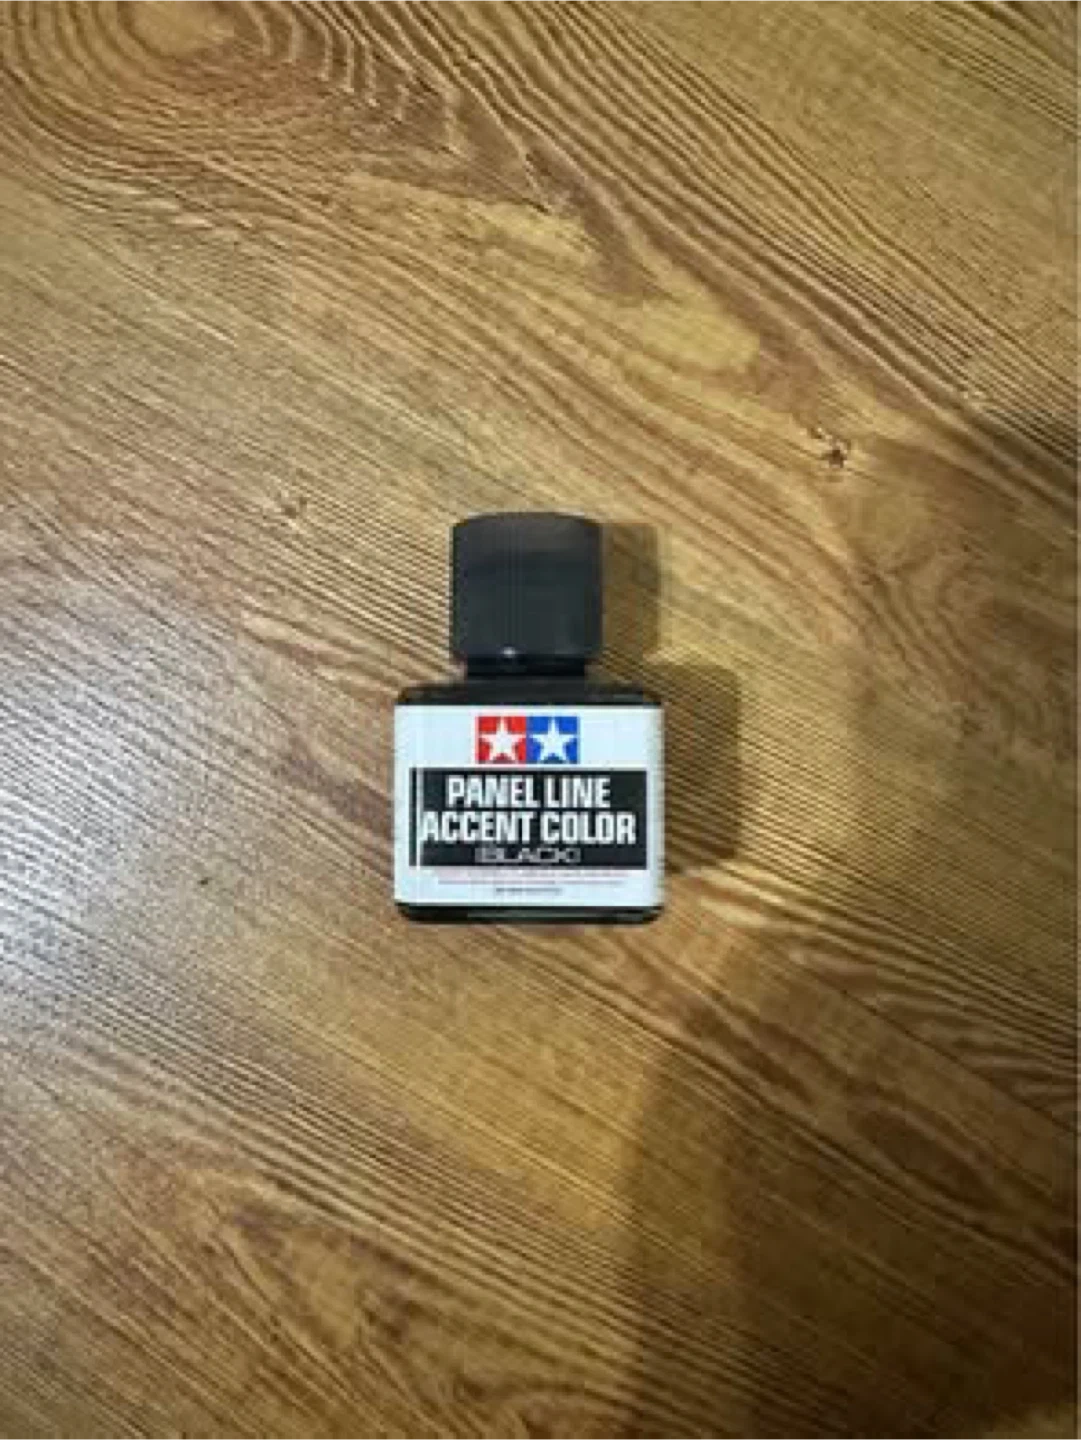 PANEL LINE
ACCENT COLOR
(BLACK)